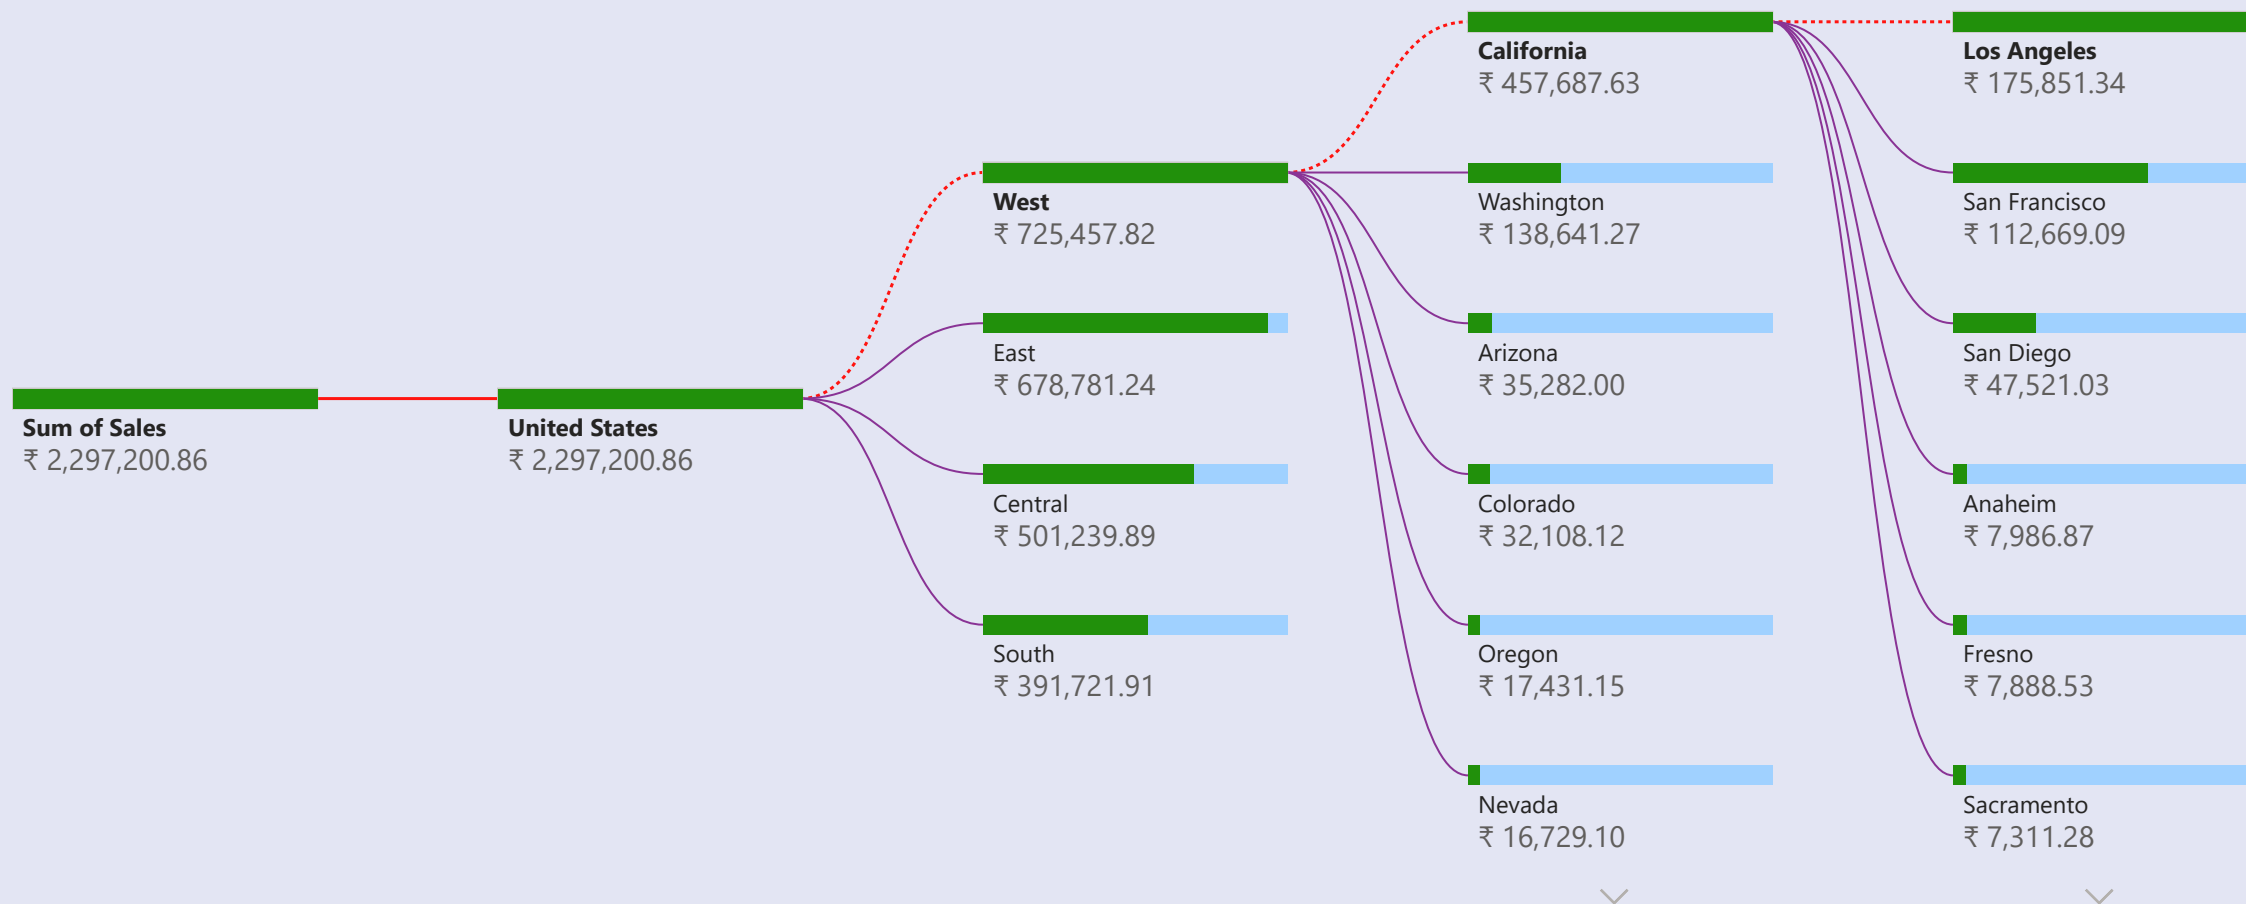 Sum of Sales
₹ 2,297,200.86
United States
₹ 2,297,200.86
West
₹ 725,457.82
East
₹ 678,781.24
Central
₹ 501,239.89
South
₹ 391,721.91
California
₹ 457,687.63
Washington
₹ 138,641.27
Arizona
₹ 35,282.00
Colorado
₹ 32,108.12
Oregon
₹ 17,431.15
Nevada
₹ 16,729.10
Los Angeles
₹ 175,851.34
San Francisco
₹ 112,669.09
San Diego
₹ 47,521.03
Anaheim
₹ 7,986.87
Fresno
₹ 7,888.53
Sacramento
₹ 7,311.28